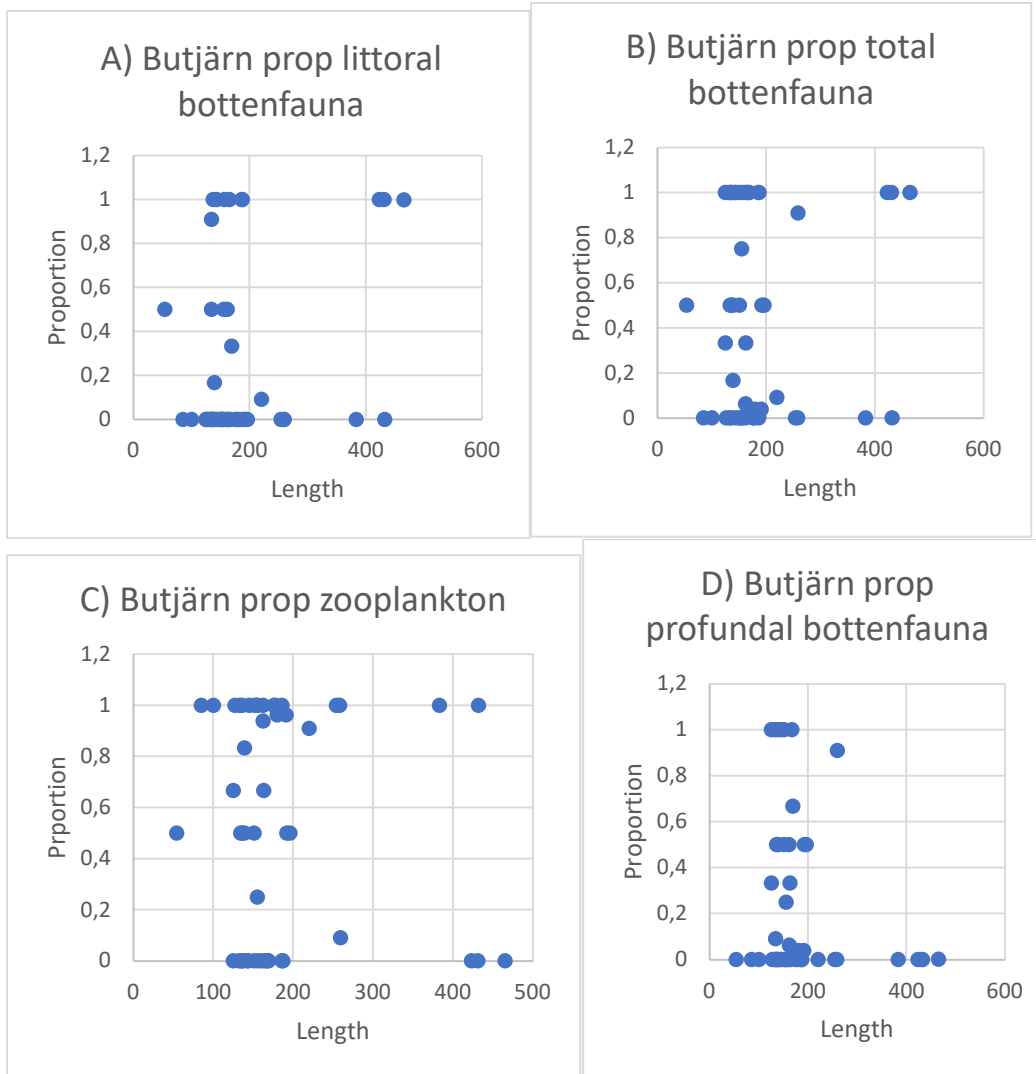 A) Butjärn prop littoral
bottenfauna
1,2
1
0,8
0,6
0,4
0,2
0
0 200 400 600
Proportion
Length
B) Butjärn prop total
bottenfauna
1,2
1
0,8
0,6
0,4
0,2
0
0 200 400 600
Proportion
Length
C) Butjärn prop zooplankton
1,2
1
0,8
0,6
0,4
0,2
0
0 100 200 300 400 500
Prportion
Length
D) Butjärn prop
profundal bottenfauna
1,2
1
0,8
0,6
0,4
0,2
0
0 200 400 600
Proportion
Length